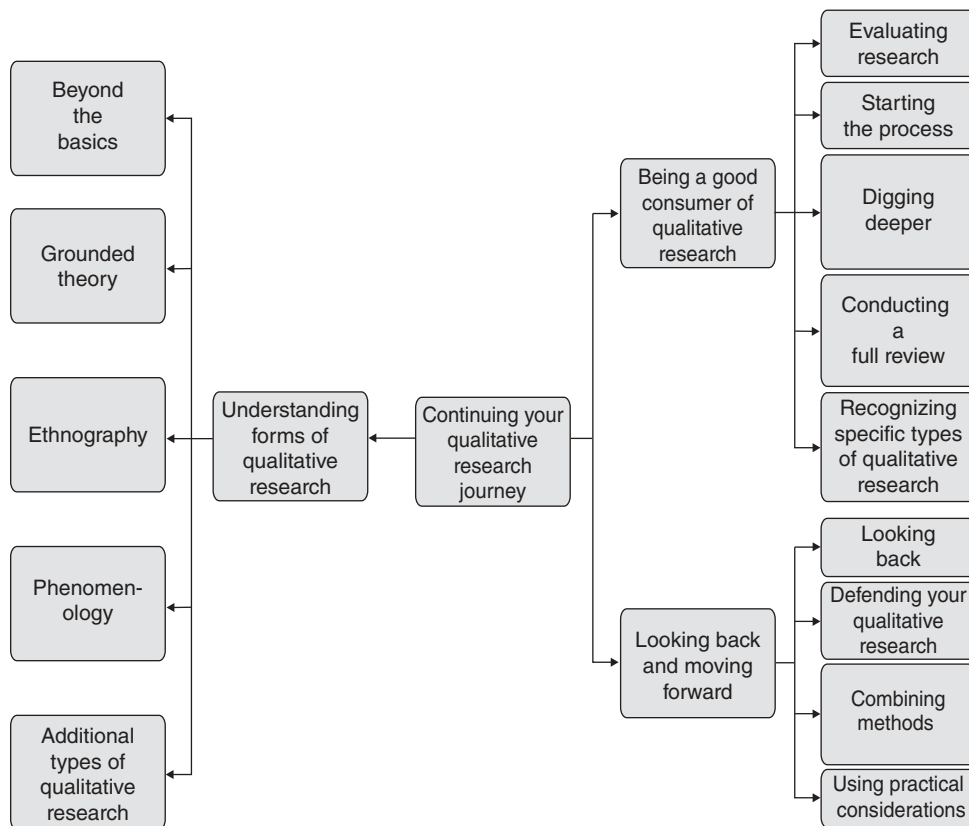 Beyond
the
basics
Grounded
theory
Ethnography
Phenomen-
ology
Additional
types of
qualitative
research
Understanding
forms of
qualitative
research
Continuing your
qualitative
research
journey
Being a good
consumer of
qualitative
research
Looking back
and moving
forward
Evaluating
research
Starting
the process
Digging
deeper
Conducting
a
full review
Recognizing
specific types
of qualitative
research
Looking
back
Defending your
qualitative
research
Combining
methods
Using practical
considerations